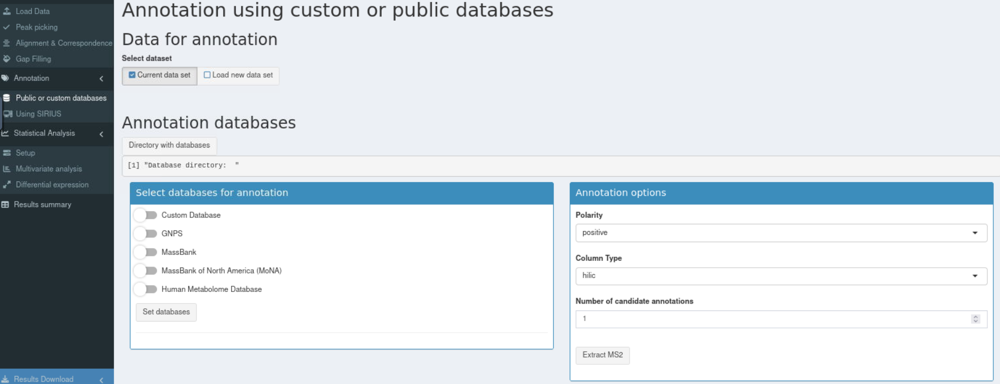 Load Data
Peak picking
Alignment & Correspondence
Gap Filling
Annotation
Public or custom databases
Using SIRIUS
Statistical Analysis
Setup
Multivariate analysis
Differential expression
Results summary
Results Download
Annotation using custom or public databases
Data for annotation
Select dataset
Current data set Load new data set
Annotation databases
Directory with databases
[1] "Database directory:  "
Select databases for annotation
Custom Database
GNPS
MassBank
MassBank of North America (MoNA)
Human Metabolome Database
Set databases
Annotation options
Polarity
positive
Column Type
hilic
Number of candidate annotations
1
Extract MS2